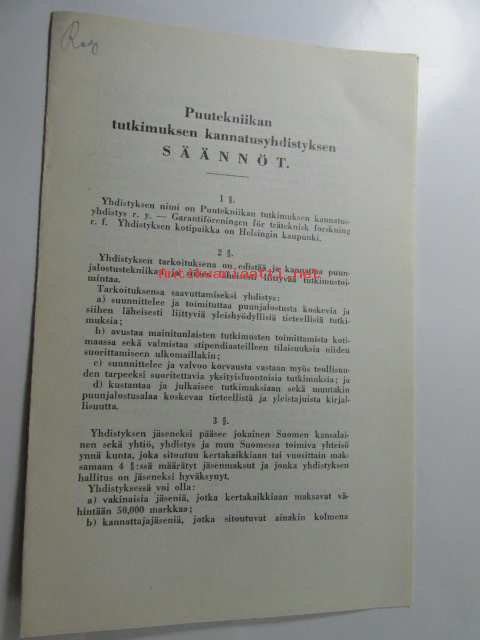 Puutekniikan
tutkimuksen kannatusyhdistyksen
SÄÄNNÖT.
1 §.
Yhdistyksen nimi on Puutekniikan tutkimuksen kannatus-
yhdistys r. y. — Garantiföreningen för träteknisk forskning
r. f. Yhdistyksen kotipaikka on Helsingin kaupunki.
2 §.
Yhdistyksen tarkoituksena on edistää ja kannattaa puun-
jalostustekniikan ja siihen läheisesti liittyvää tutkimustoi-
mintaa.
Tarkoituksensa saavuttamiseksi yhdistys:
a) suunnittelee ja toimituttaa puunjalostusta koskevia ja
siihen läheisesti liittyviä yleishyödyllisiä tieteellisiä tutki-
muksia;
b) avustaa mainitunlaisten tutkimusten toimittamista koti-
maassa sekä valmistaa stipendiaateilleen tilaisuuksia niiden
suorittamiseen ulkomaillakin;
c) suunnittelee ja valvoo korvausta vastaan myös teollisuu-
den tarpeeksi suoritettavia yksityisluontoisia tutkimuksia; ja
d) kustantaa ja julkaisee tutkimuksiaan sekä muutakin
puunjalostusalaa koskevaa tieteellistä ja yleistajuista kirjal-
lisuutta.
3 §.
Yhdistyksen jäseneksi pääsee jokainen Suomen kansalai-
nen sekä yhtiö, yhdistys ja muu Suomessa toimiva yhteisö
ynnä kunta, joka sitoutuu kertakaikkiaan tai vuosittain mak-
samaan 4 §:ssä määrätyt jäsenmaksut ja jonka yhdistyksen
hallitus on jäseneksi hyväksynyt.
Yhdistyksessä voi olla:
a) vakinaisia jäseniä, jotka kertakaikkiaan maksavat vä-
hintään 50,000 markkaa;
b) kannattajajäseniä, jotka sitoutuvat ainakin kolmena